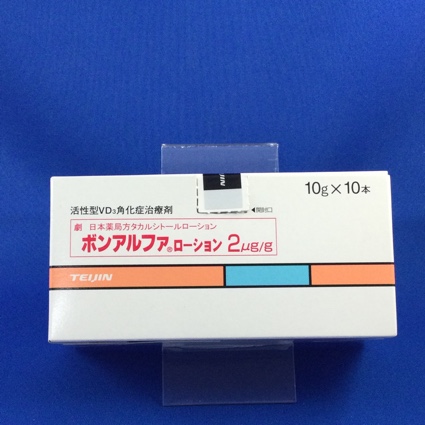 10g×10本
活性型VD₃角化症治療剤
◀開封口
劇 日本薬局方タカルシトールローション
ボンアルファ®ローション 2μg/g
TEIJIN